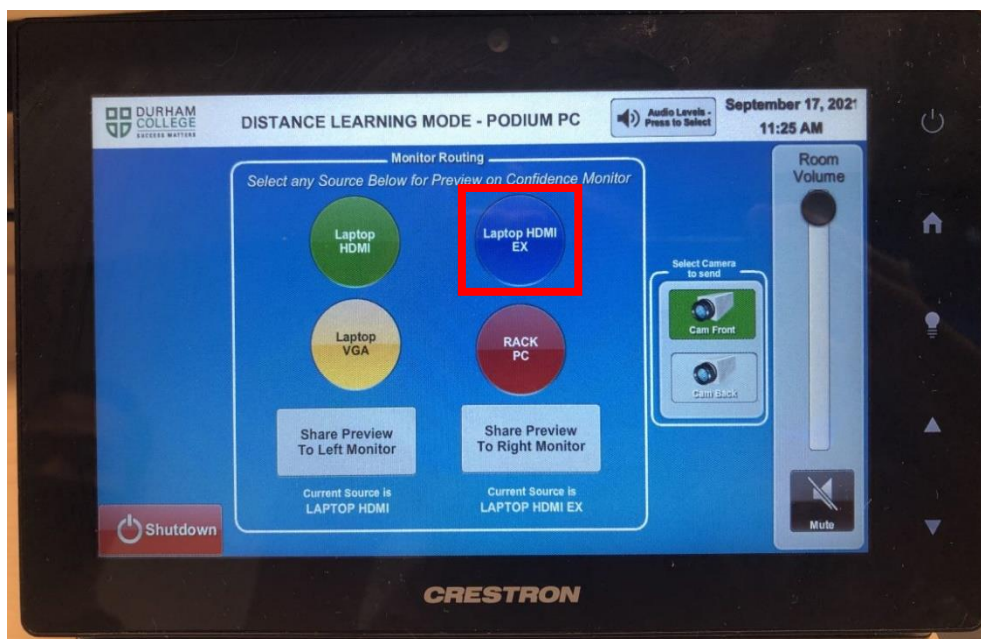 DURHAM
COLLEGE
SUCCESS MATTERS
DISTANCE LEARNING MODE - PODIUM PC
Audio Levels -
Press to Select
September 17, 2021
11:25 AM
Monitor Routing
Select any Source Below for Preview on Confidence Monitor
Laptop
HDMI
Laptop HDMI
EX
Laptop
VGA
RACK
PC
Share Preview
To Left Monitor
Share Preview
To Right Monitor
Current Source is
LAPTOP HDMI
Current Source is
LAPTOP HDMI EX
Select Camera
to send
Cam Front
Cam Back
Room
Volume
Mute
Shutdown
CRESTRON